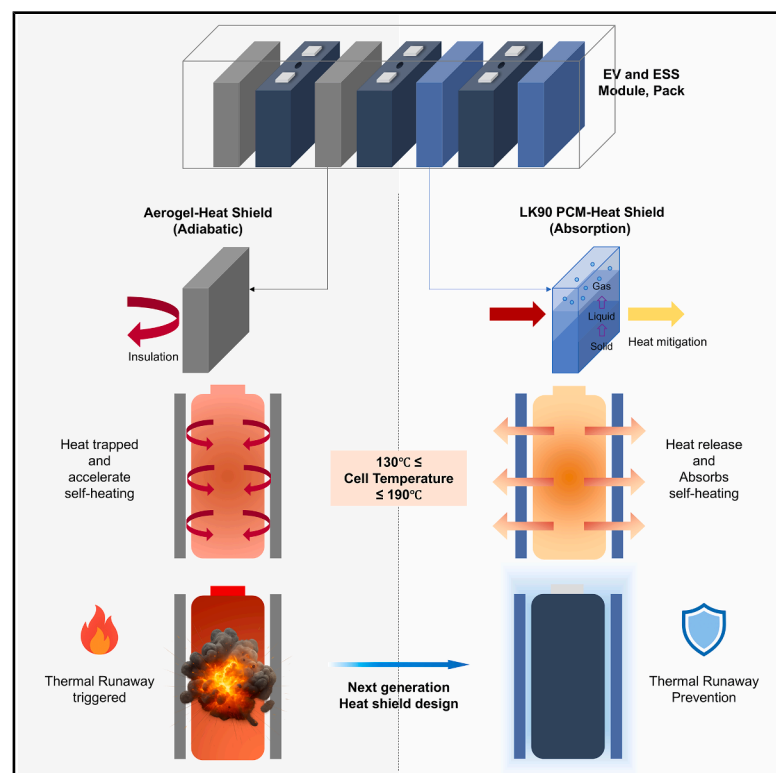 EV and ESS
Module, Pack
Aerogel-Heat Shield
(Adiabatic)
LK90 PCM-Heat Shield
(Absorption)
Insulation
Gas
Liquid
Solid
Heat mitigation
Heat trapped
and
accelerate
self-heating
130℃ ≤
Cell Temperature
≤ 190℃
Heat release
and
Absorbs
self-heating
Thermal Runaway
triggered
Next generation
Heat shield design
Thermal Runaway
Prevention